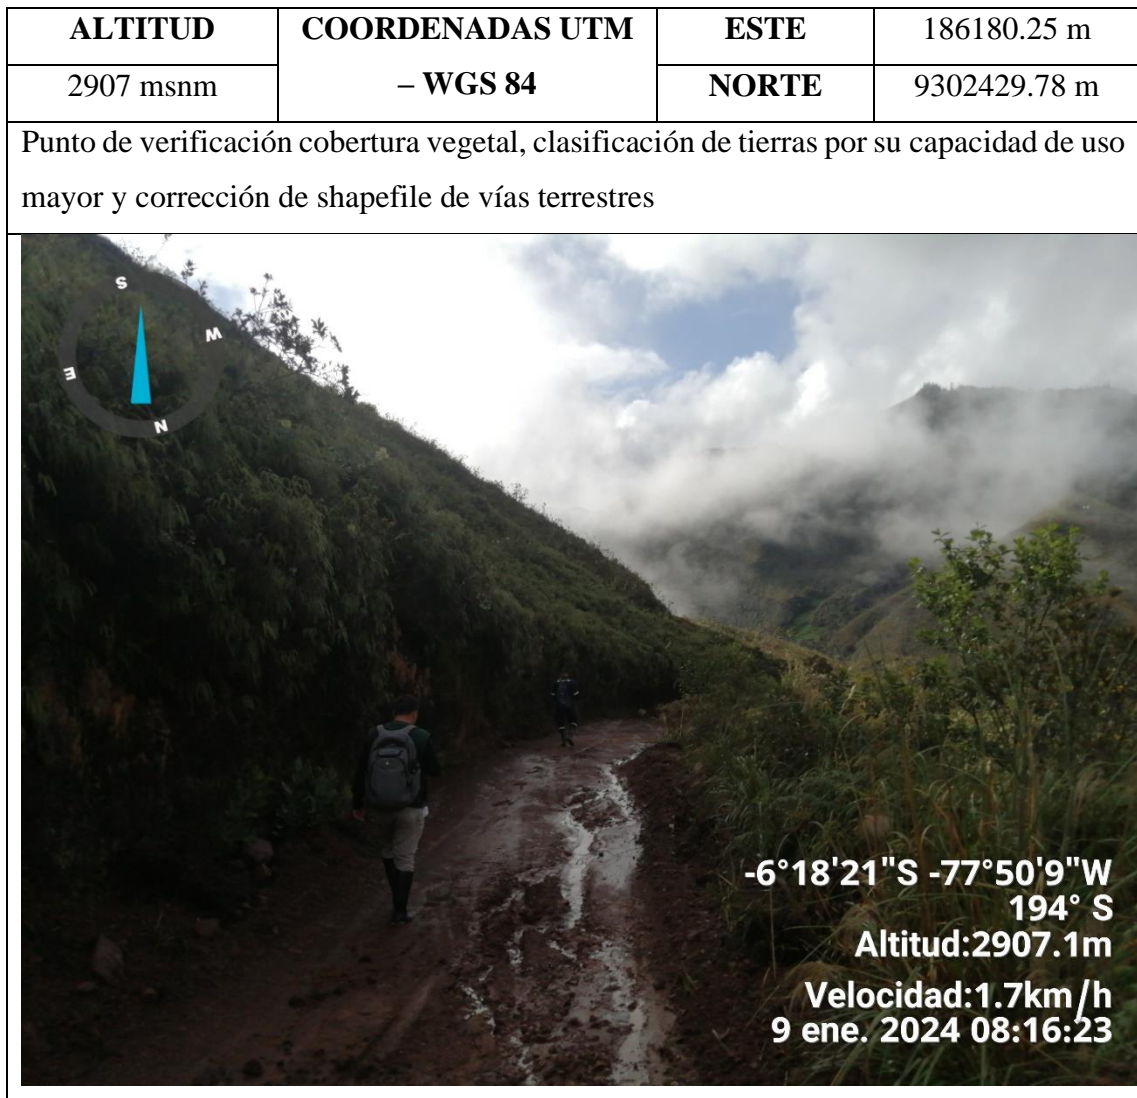 ALTITUD COORDENADAS UTM ESTE 186180.25 m
2907 msnm – WGS 84 NORTE 9302429.78 m
Punto de verificación cobertura vegetal, clasificación de tierras por su capacidad de uso
mayor y corrección de shapefile de vías terrestres
S
W
E
N
-6°18'21"S -77°50'9"W
194° S
Altitud:2907.1m
Velocidad:1.7km/h
9 ene. 2024 08:16:23